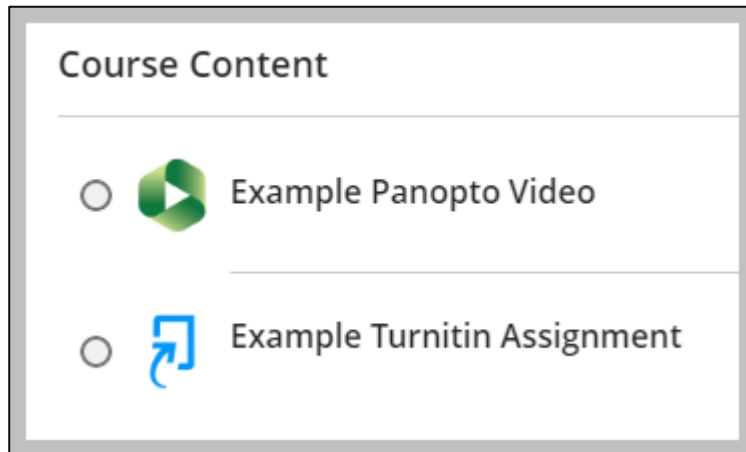 Course Content
Example Panopto Video
Example Turnitin Assignment